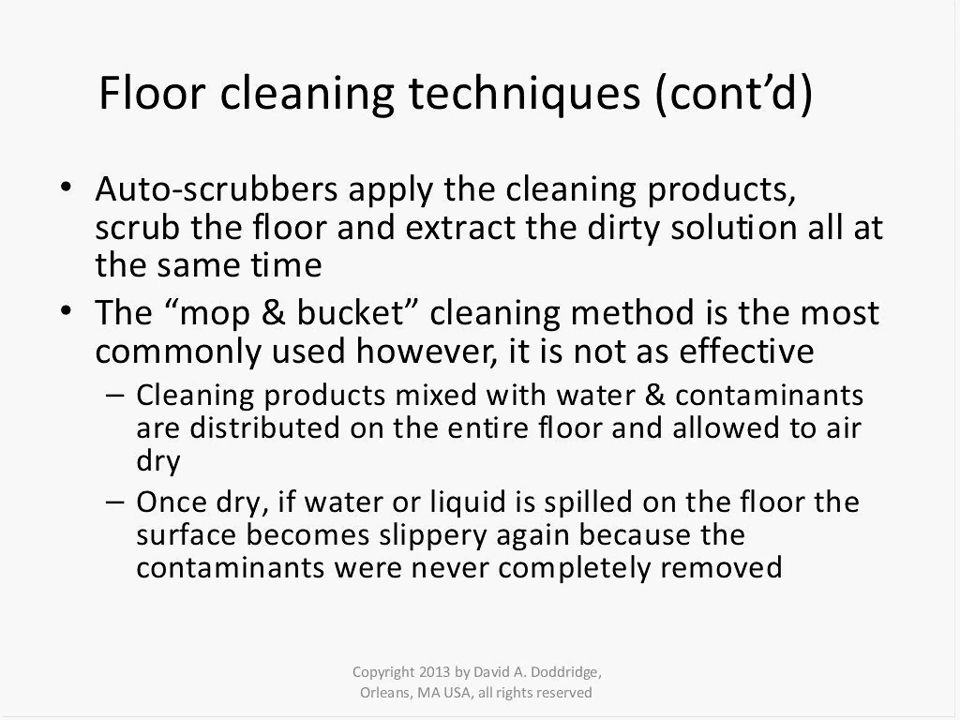 Floor cleaning techniques (cont’d)
• Auto-scrubbers apply the cleaning products,
scrub the floor and extract the dirty solution all at
the same time
• The “mop & bucket” cleaning method is the most
commonly used however, it is not as effective
– Cleaning products mixed with water & contaminants
are distributed on the entire floor and allowed to air
dry
– Once dry, if water or liquid is spilled on the floor the
surface becomes slippery again because the
contaminants were never completely removed
Copyright 2013 by David A. Doddridge,
Orleans, MA USA, all rights reserved